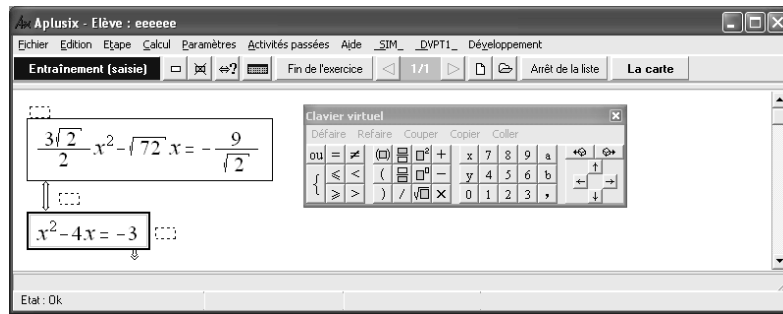 Aplusix - Elève : eeeeee
Fichier Edition Etape Calcul Paramètres Activités passées Aide _SIM_ _DVPT1_ Développement
Entraînement (saisie) ⇔? Fin de l'exercice 1/1 Arrêt de la liste La carte
3√2/2 x² − √72 x = − 9/√2
x² − 4x = −3
Clavier virtuel
Défaire Refaire Couper Copier Coller
ou = ≠ (□) □² + x 7 8 9 a
{ ⩽ < ( □⁰ − y 4 5 6 b
⩾ > ) / √□ × 0 1 2 3 ,
Etat : Ok